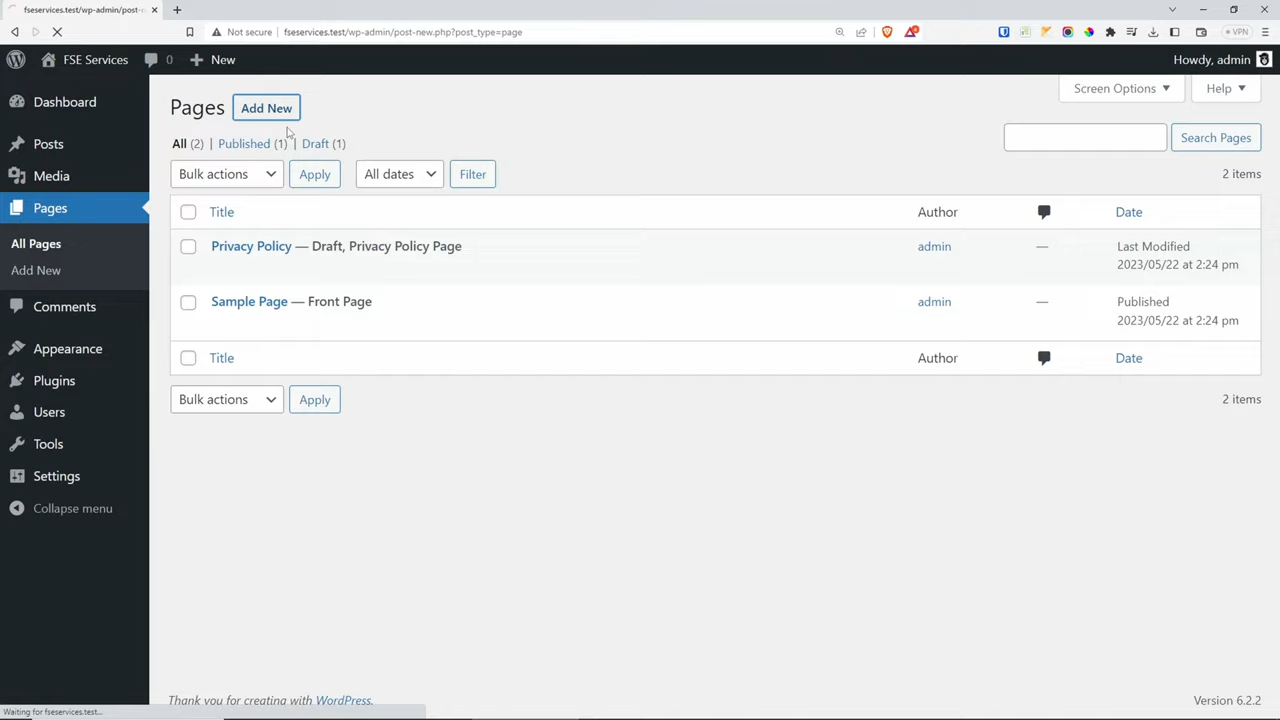 fseservices.test/wp-admin/post-
Not secure fseservices.test/wp-admin/post-new.php?post_type=page VPN
FSE Services 0 New Howdy, admin
Screen Options Help
Pages Add New
All (2) | Published (1) | Draft (1)
Search Pages
Bulk actions Apply All dates Filter 2 items
Title Author Date
Privacy Policy — Draft, Privacy Policy Page admin — Last Modified
2023/05/22 at 2:24 pm
Sample Page — Front Page admin — Published
2023/05/22 at 2:24 pm
Title Author Date
Bulk actions Apply 2 items
Dashboard
Posts
Media
Pages
All Pages
Add New
Comments
Appearance
Plugins
Users
Tools
Settings
Collapse menu
Thank you for creating with WordPress. Version 6.2.2
Waiting for fseservices.test...